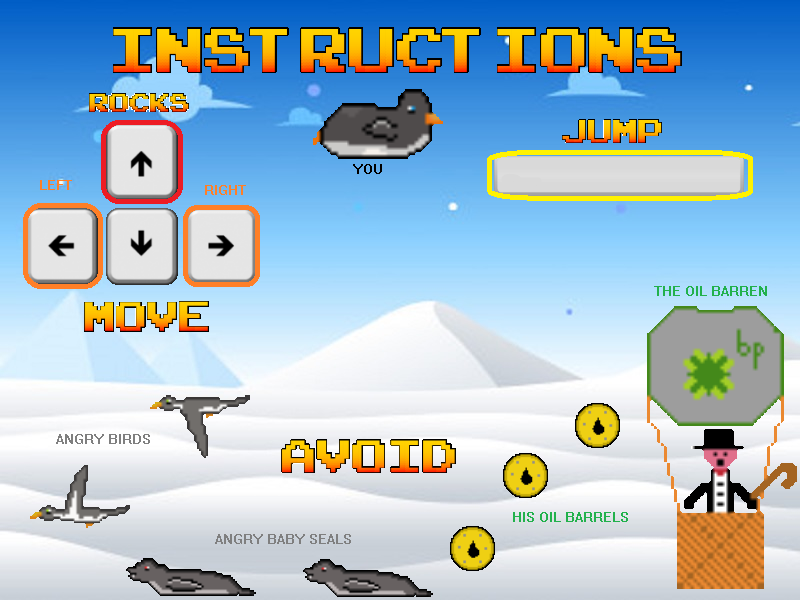 INSTRUCTIONS
ROCKS
JUMP
YOU
LEFT
RIGHT
THE OIL BARREN
MOVE
bp
ANGRY BIRDS
AVOID
HIS OIL BARRELS
ANGRY BABY SEALS